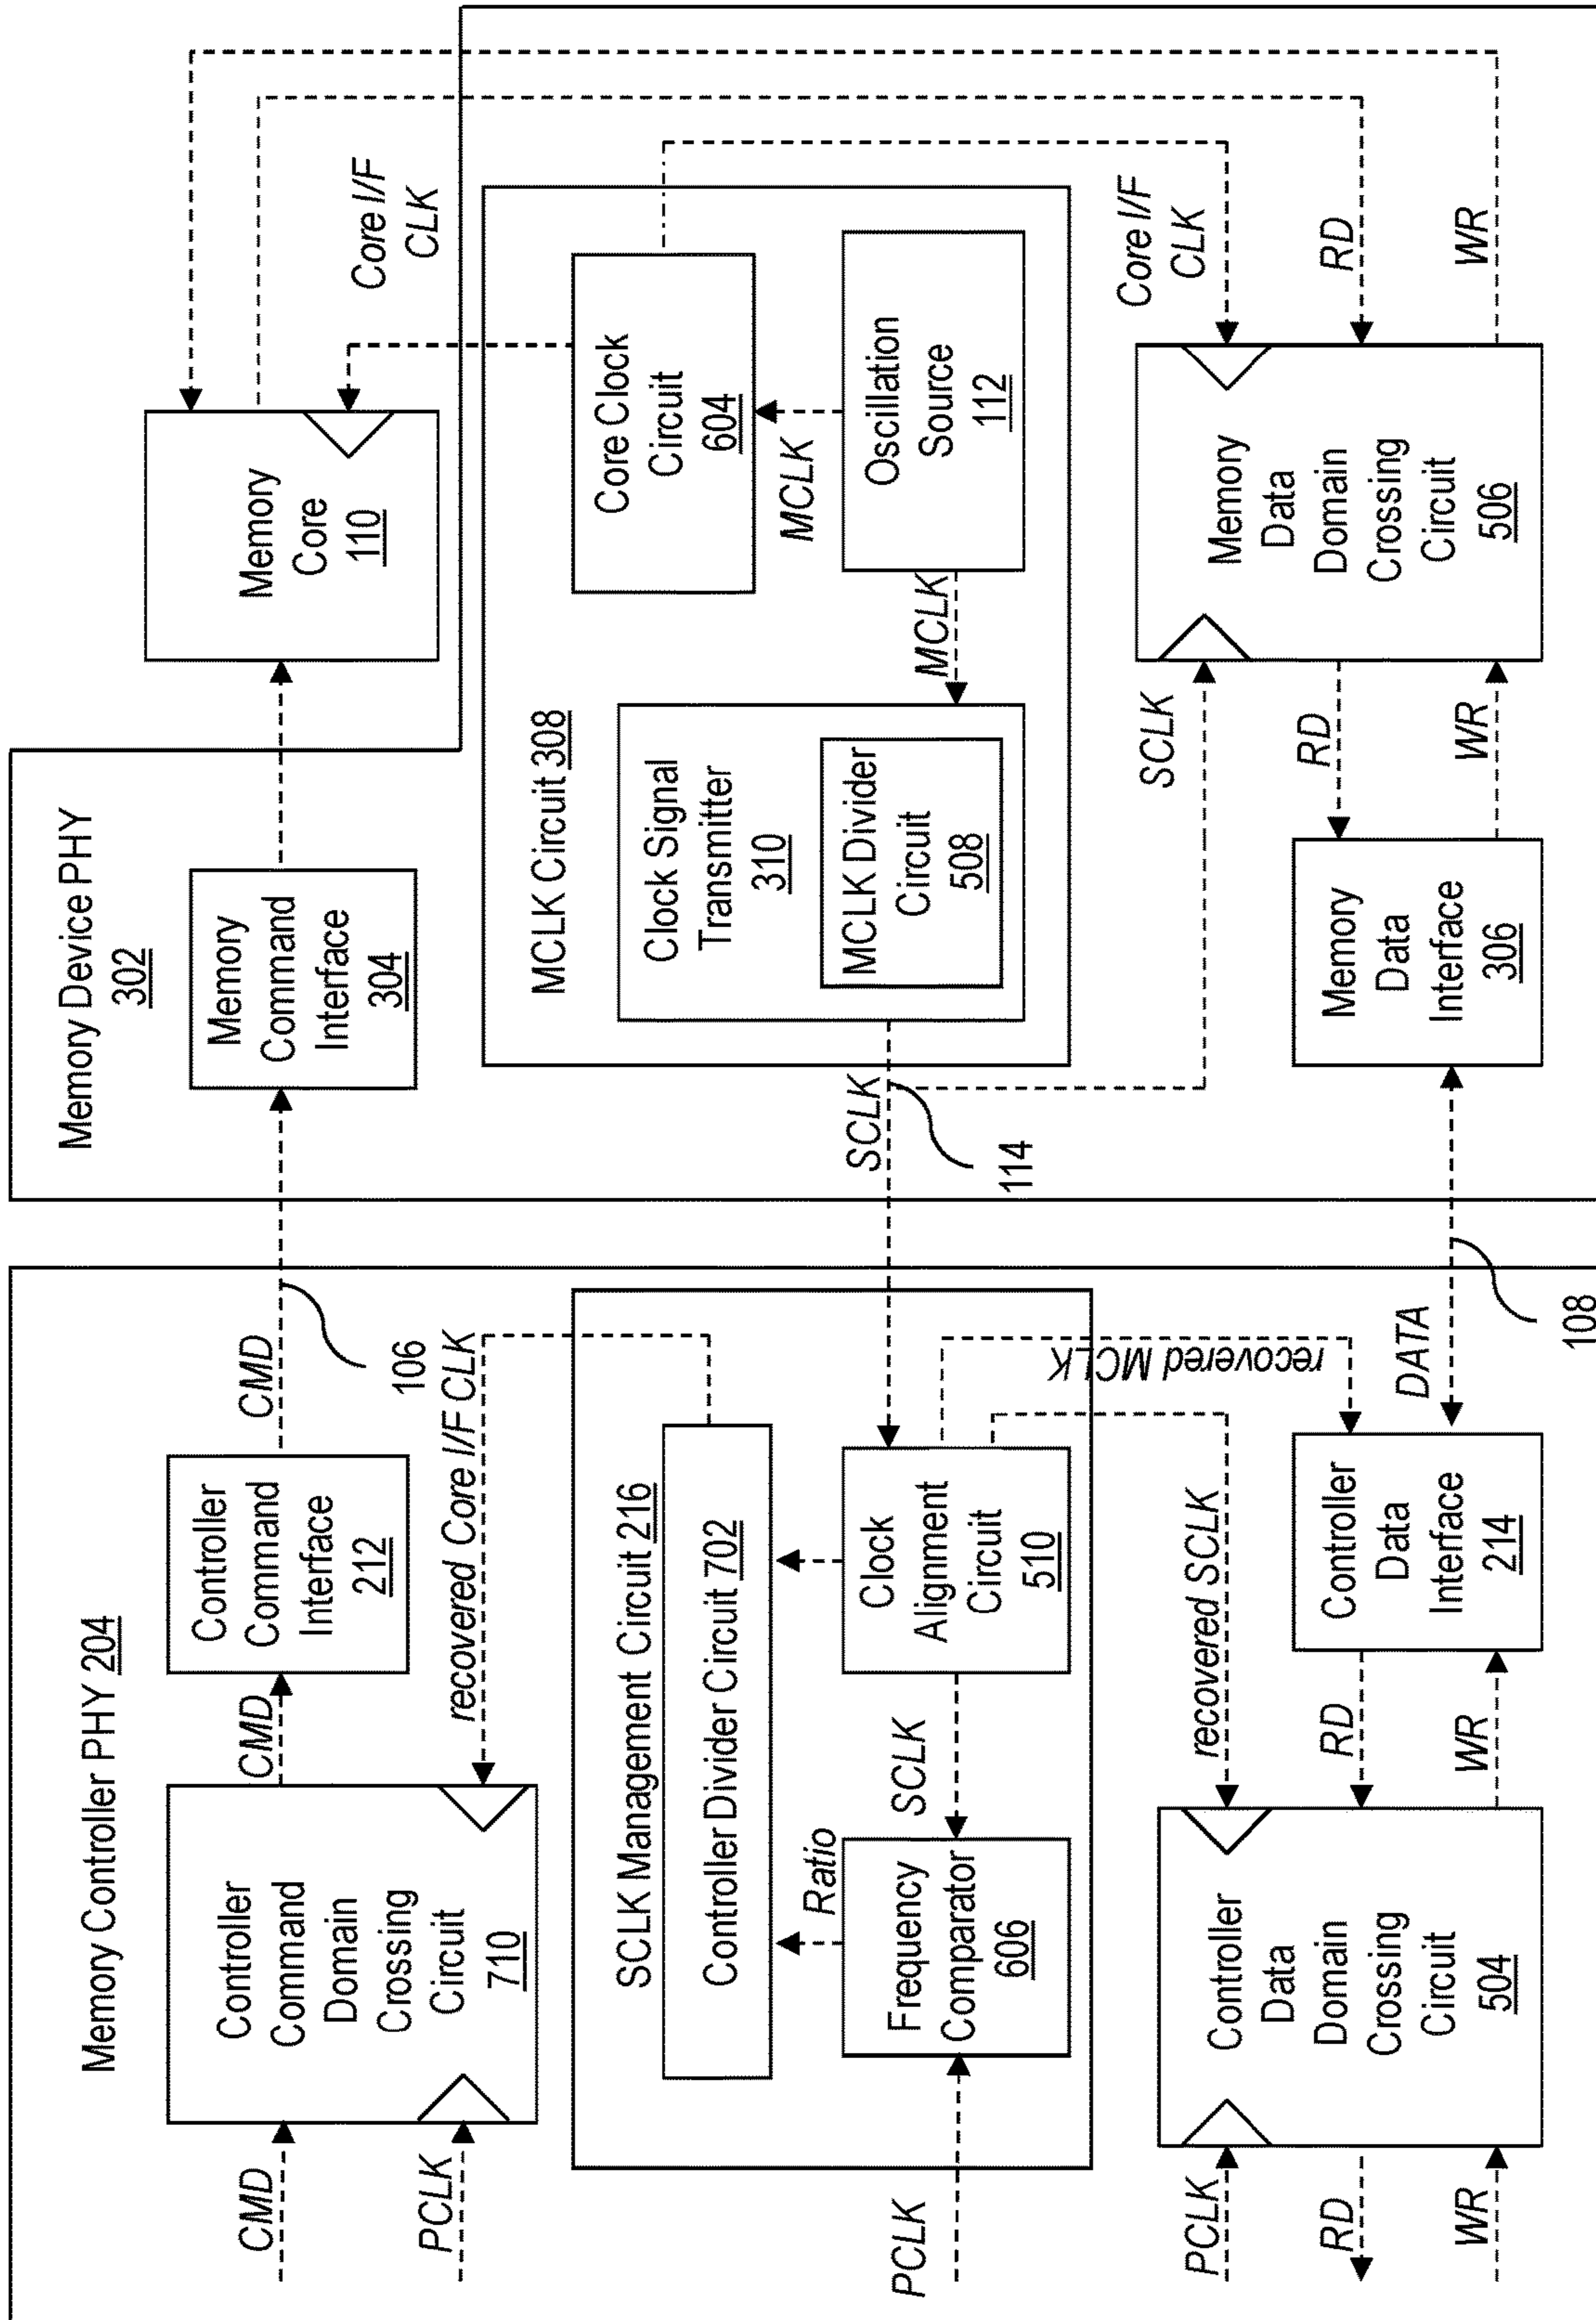 Memory Controller PHY 204
CMD
PCLK
Controller
Command
Domain
Crossing
Circuit
710
CMD
Controller
Command
Interface
212
CMD
106
recovered Core I/F CLK
SCLK Management Circuit 216
Controller Divider Circuit 702
Ratio
PCLK
Frequency
Comparator
606
SCLK
Clock
Alignment
Circuit
510
recovered MCLK
recovered SCLK
PCLK
RD
WR
Controller
Data
Domain
Crossing
Circuit
504
RD
WR
Controller
Data
Interface
214
DATA
108
Memory Device PHY
302
Memory
Command
Interface
304
Memory
Core
110
Core I/F
CLK
MCLK Circuit 308
Clock Signal
Transmitter
310
MCLK Divider
Circuit
508
SCLK
114
MCLK
Core Clock
Circuit
604
MCLK
Oscillation
Source
112
SCLK
Core I/F
CLK
Memory
Data
Interface
306
RD
WR
Memory
Data
Domain
Crossing
Circuit
506
RD
WR